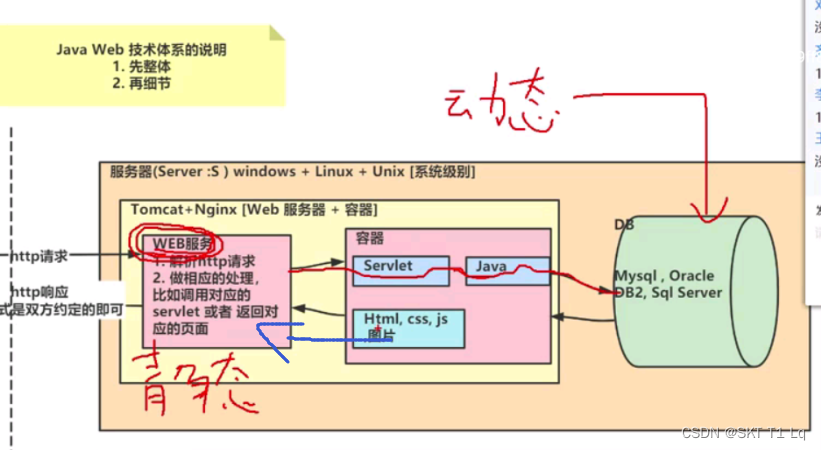 Java Web 技术体系的说明
1. 先整体
2. 再细节
动态
服务器(Server :S ) windows + Linux + Unix [系统级别]
Tomcat+Nginx [Web 服务器 + 容器]
WEB服务
1. 解析http请求
2. 做相应的处理,
比如调用对应的
servlet 或者 返回对
应的页面
容器
Servlet
Java
Html, css, js
图片
DB
Mysql , Oracle
DB2, Sql Server
http请求
http响应
式是双方约定的即可
静态
CSDN @SKT T1 Lq